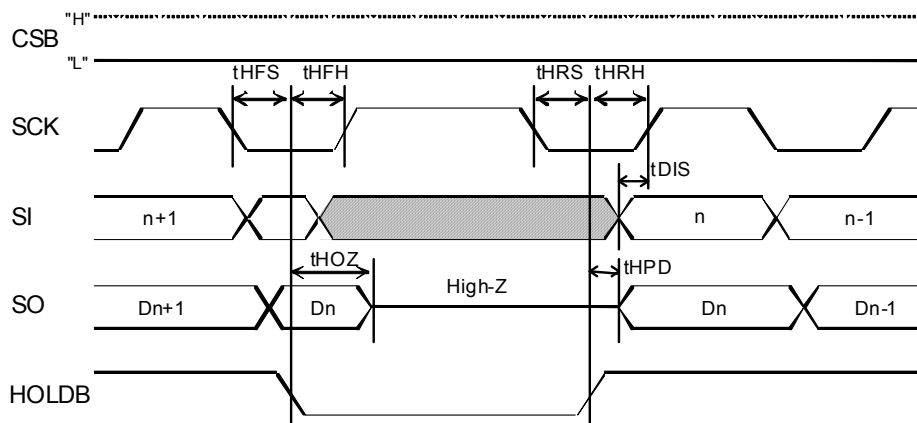 "H"
CSB
"L"
tHFS tHFH tHRS tHRH
SCK
tDIS
SI n+1 n n-1
tHOZ tHPD
High-Z
SO Dn+1 Dn Dn Dn-1
HOLDB